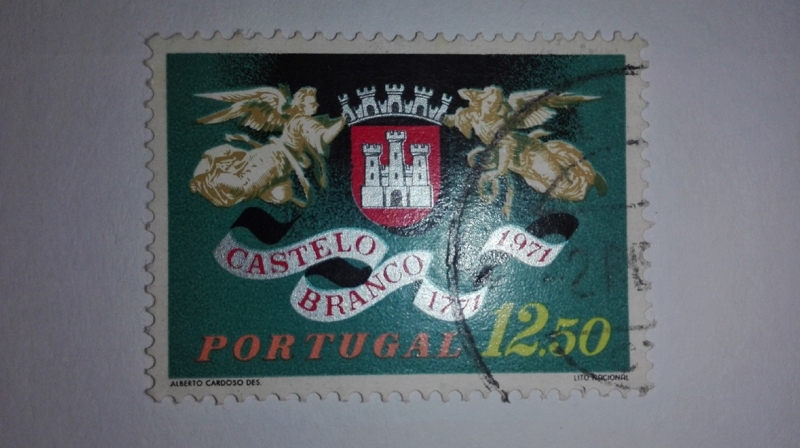 CASTELO
BRANCO
1771
1971
PORTUGAL 12.50
ALBERTO CARDOSO DES. LITO NACIONAL